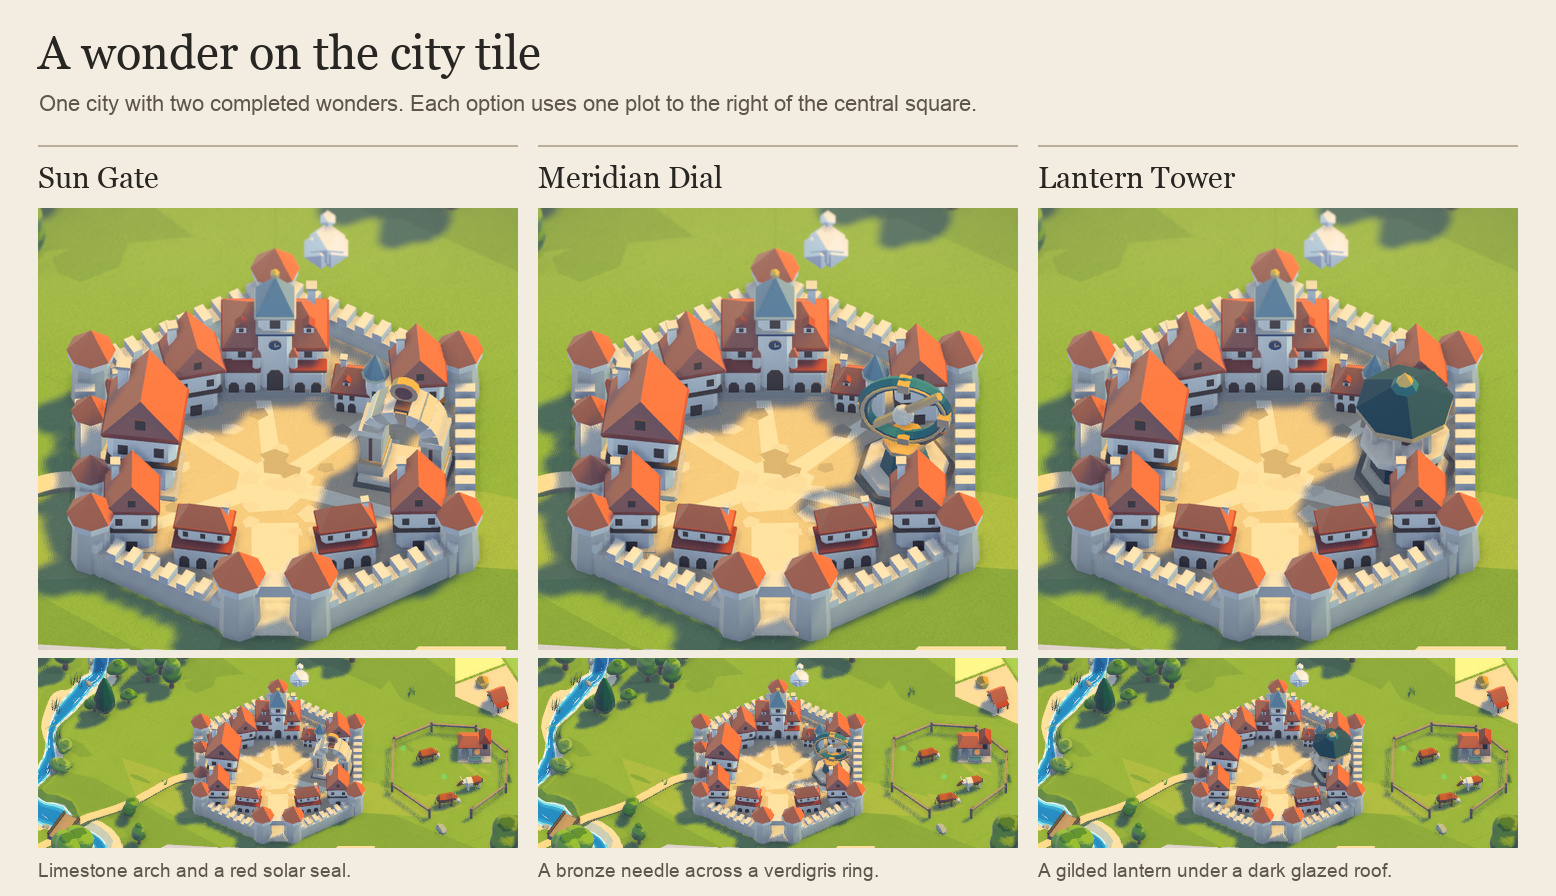 A wonder on the city tile
One city with two completed wonders. Each option uses one plot to the right of the central square.
Sun Gate
Meridian Dial
Lantern Tower
Limestone arch and a red solar seal.
A bronze needle across a verdigris ring.
A gilded lantern under a dark glazed roof.